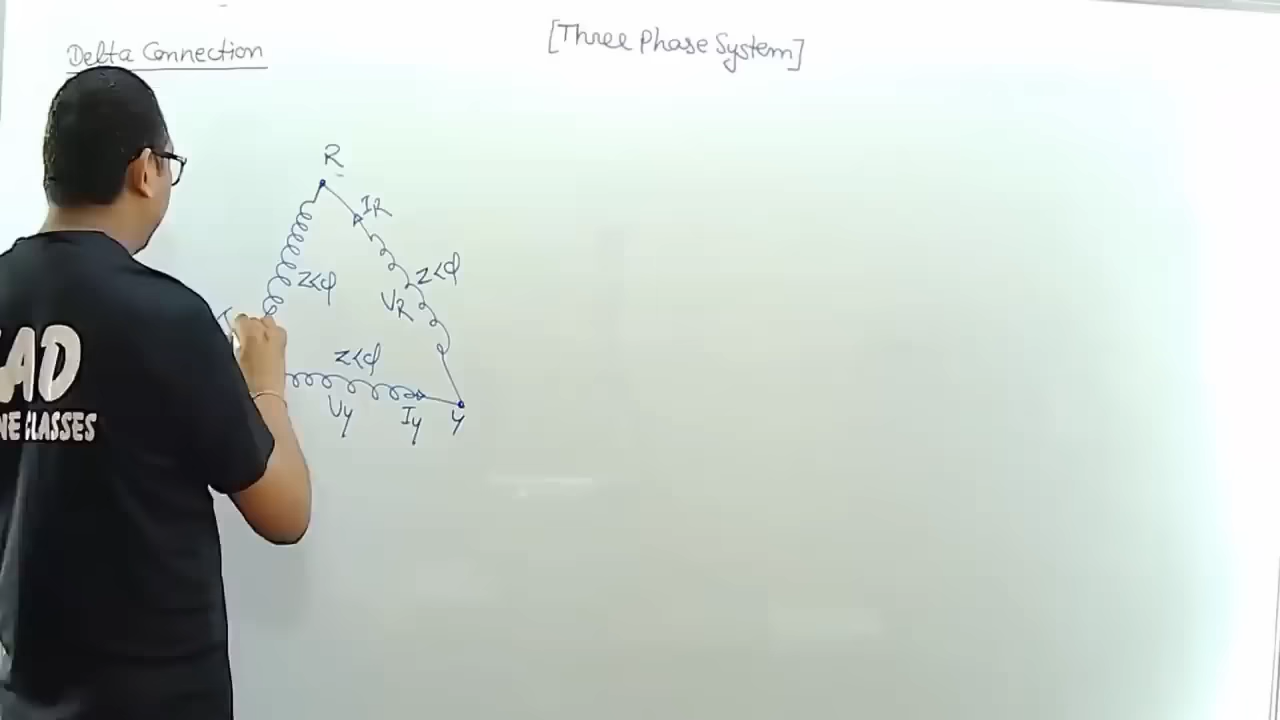 Delta Connection
[Three Phase System]
R
IR
Z<φ
Z<φ
VR
Z<φ
Vy
Iy
y
AD
NE CLASSES